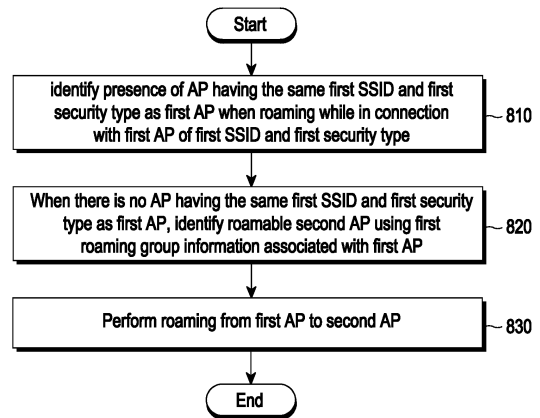 Start
identify presence of AP having the same first SSID and first
security type as first AP when roaming while in connection
with first AP of first SSID and first security type
810
When there is no AP having the same first SSID and first security
type as first AP, identify roamable second AP using first
roaming group information associated with first AP
820
Perform roaming from first AP to second AP
830
End